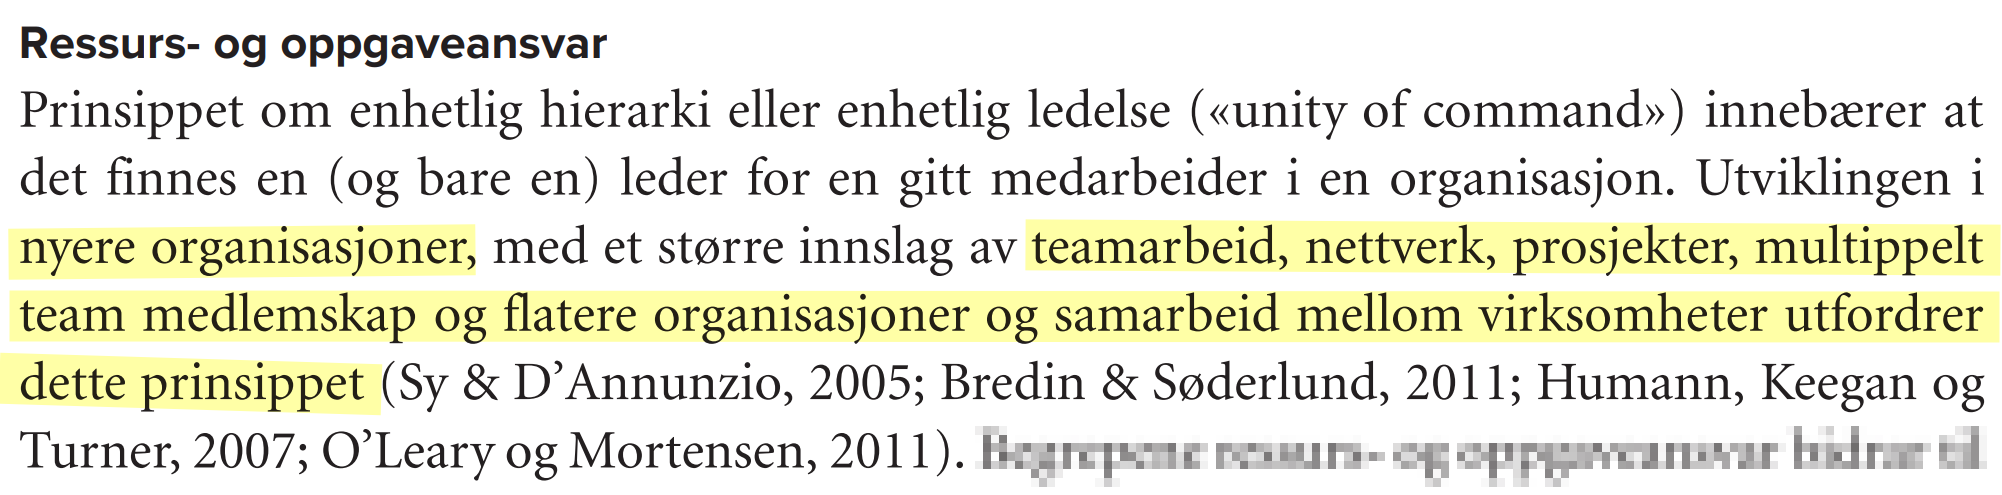 Ressurs- og oppgaveansvar
Prinsippet om enhetlig hierarki eller enhetlig ledelse («unity of command») innebærer at
det finnes en (og bare en) leder for en gitt medarbeider i en organisasjon. Utviklingen i
nyere organisasjoner, med et større innslag av teamarbeid, nettverk, prosjekter, multippelt
team medlemskap og flatere organisasjoner og samarbeid mellom virksomheter utfordrer
dette prinsippet (Sy & D’Annunzio, 2005; Bredin & Søderlund, 2011; Humann, Keegan og
Turner, 2007; O’Leary og Mortensen, 2011).